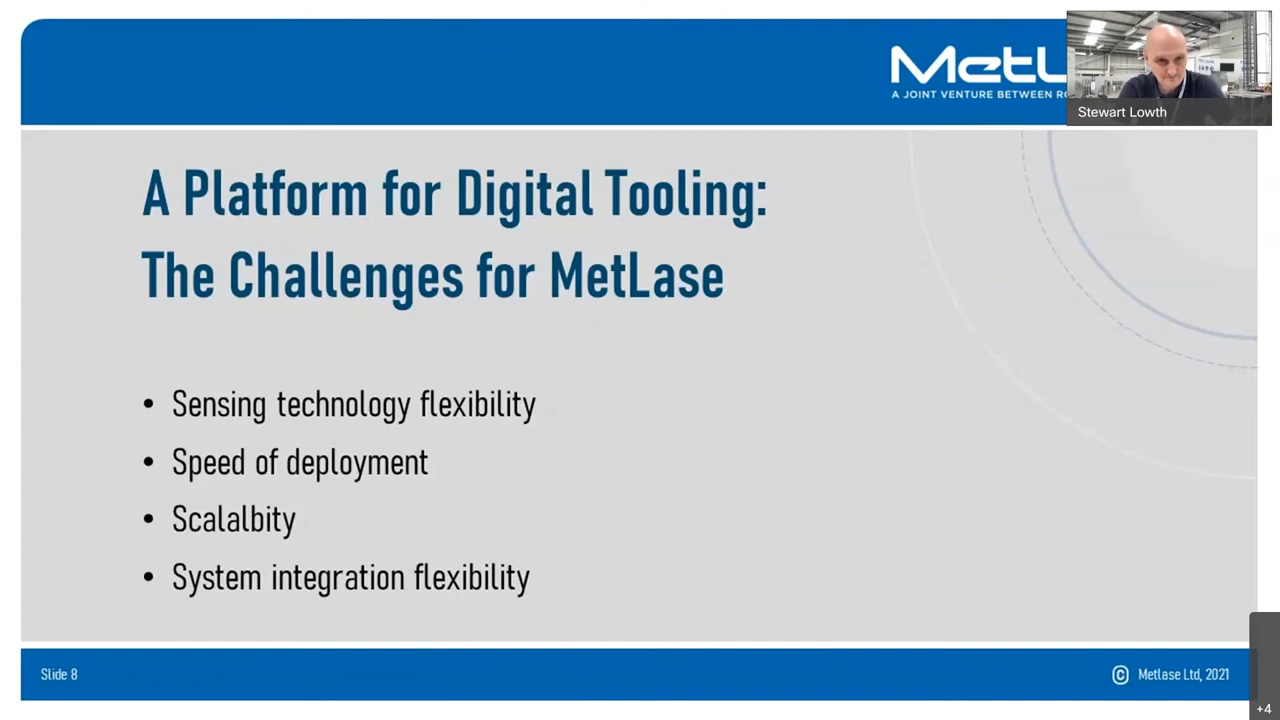 MetL
A JOINT VENTURE BETWEEN RO
Stewart Lowth
A Platform for Digital Tooling:
The Challenges for MetLase
• Sensing technology flexibility
• Speed of deployment
• Scalalbity
• System integration flexibility
Slide 8
© Metlase Ltd, 2021
+4